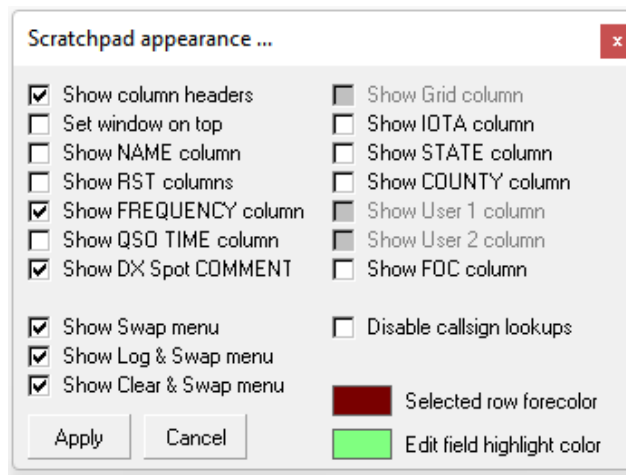 Scratchpad appearance ...
x
Show column headers
Set window on top
Show NAME column
Show RST columns
Show FREQUENCY column
Show QSO TIME column
Show DX Spot COMMENT
Show Grid column
Show IOTA column
Show STATE column
Show COUNTY column
Show User 1 column
Show User 2 column
Show FOC column
Show Swap menu
Show Log & Swap menu
Show Clear & Swap menu
Disable callsign lookups
Selected row forecolor
Edit field highlight color
Apply
Cancel